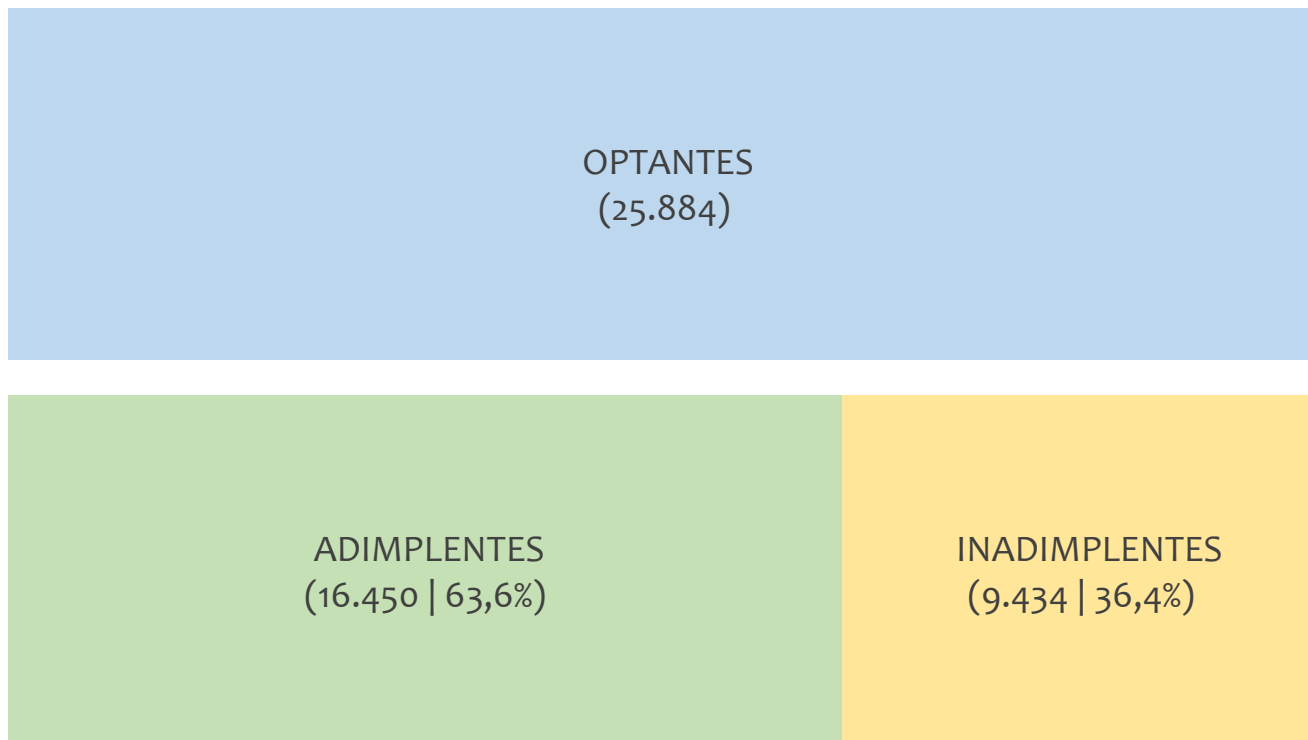 OPTANTES
(25.884)
ADIMPLENTES
(16.450 | 63,6%)
INADIMPLENTES
(9.434 | 36,4%)